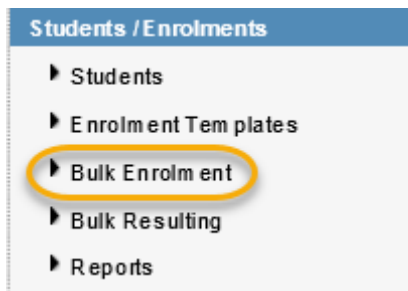 Students / Enrolments
Students
Enrolment Templates
Bulk Enrolment
Bulk Resulting
Reports